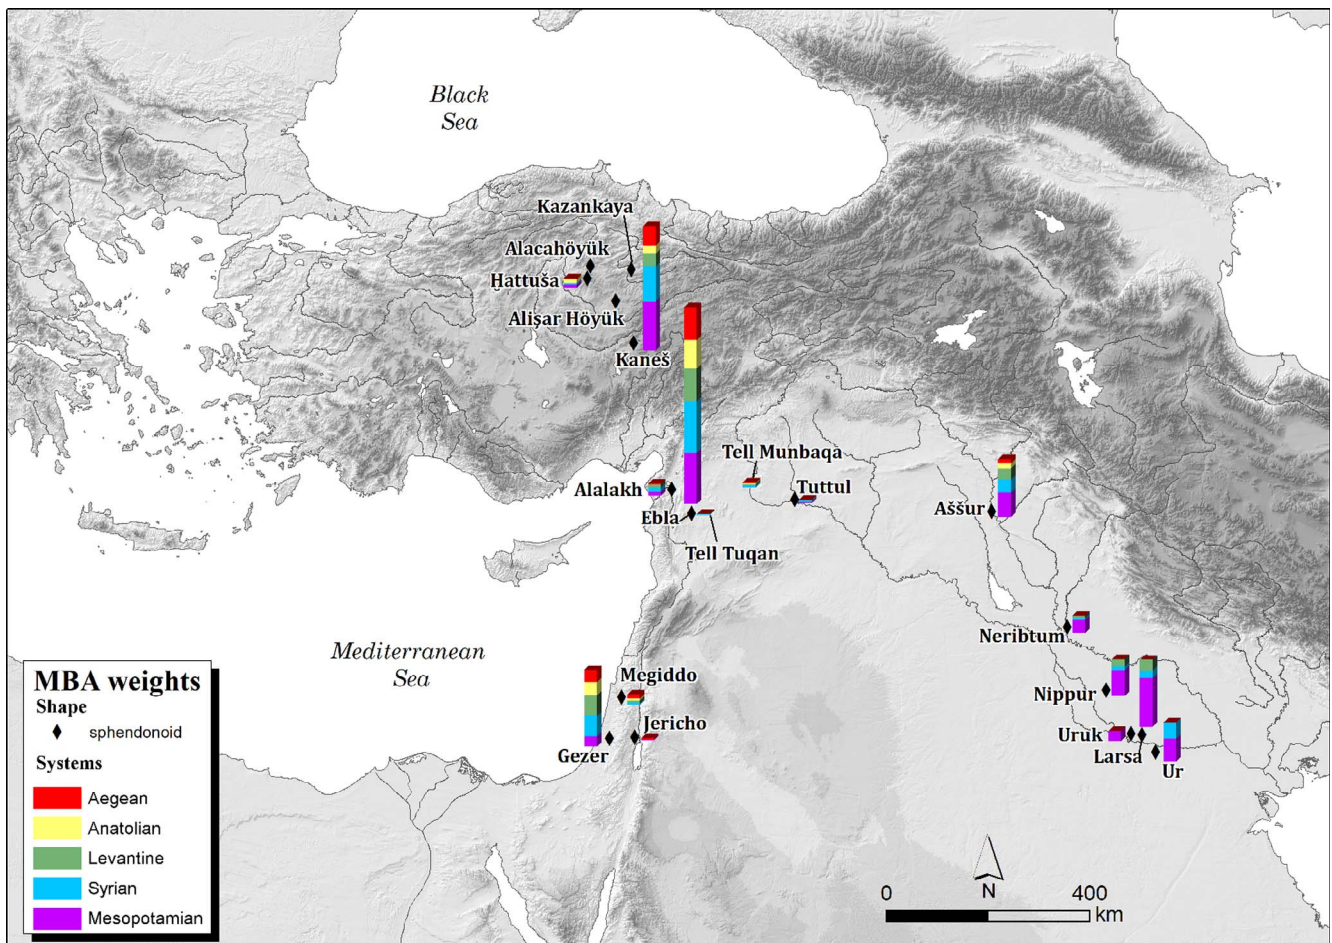 Black
Sea
Kazankaya
Alacahöyük
Ḫattuša
Alişar Höyük
Kaneš
Tell Munbaqa
Alalakh
Tuttul
Ebla
Aššur
Tell Tuqan
Neribtum
Mediterranean
Sea
Megiddo
Nippur
Jericho
Gezer
Uruk
Larsa
Ur
MBA weights
Shape
sphendonoid
Systems
Aegean
Anatolian
Levantine
Syrian
Mesopotamian
0 400
N km